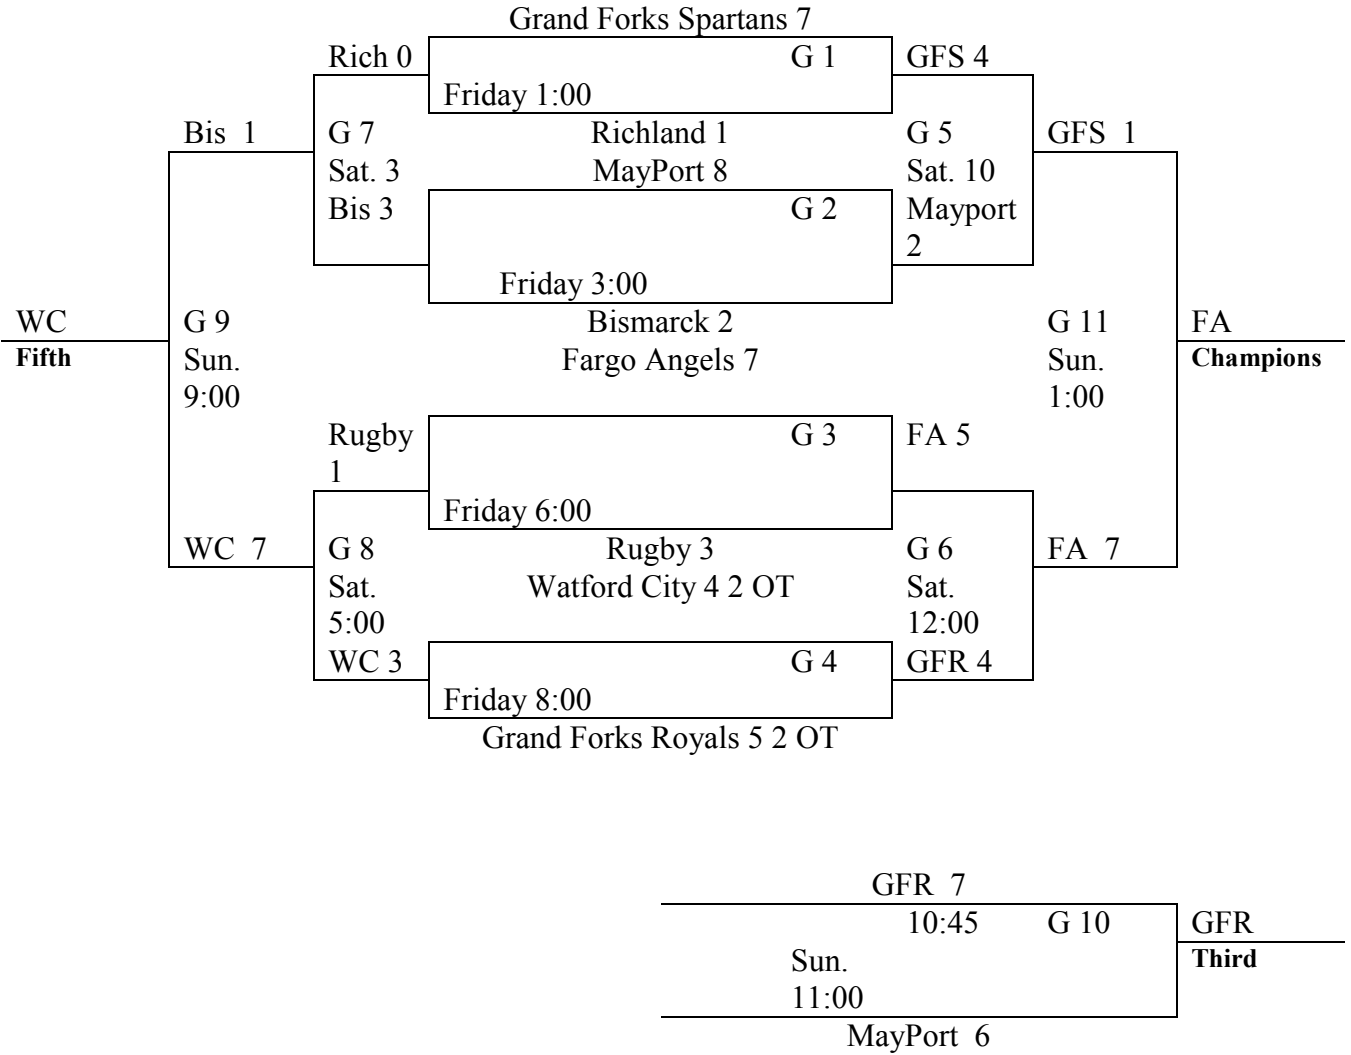 Grand Forks Spartans 7
Rich 0
G 1
GFS 4
Friday 1:00
Bis  1
G 7
Richland 1
G 5
GFS  1
Sat. 3
MayPort 8
Sat. 10
Bis 3
G 2
Mayport
2
Friday 3:00
WC
G 9
Bismarck 2
G 11
FA
Fifth
Sun.
Fargo Angels 7
Sun.
Champions
9:00
1:00
Rugby
G 3
FA 5
1
Friday 6:00
WC  7
G 8
Rugby 3
G 6
FA  7
Sat.
Watford City 4 2 OT
Sat.
5:00
12:00
WC 3
G 4
GFR 4
Friday 8:00
Grand Forks Royals 5 2 OT
GFR  7
10:45
G 10
GFR
Sun.
Third
11:00
MayPort  6